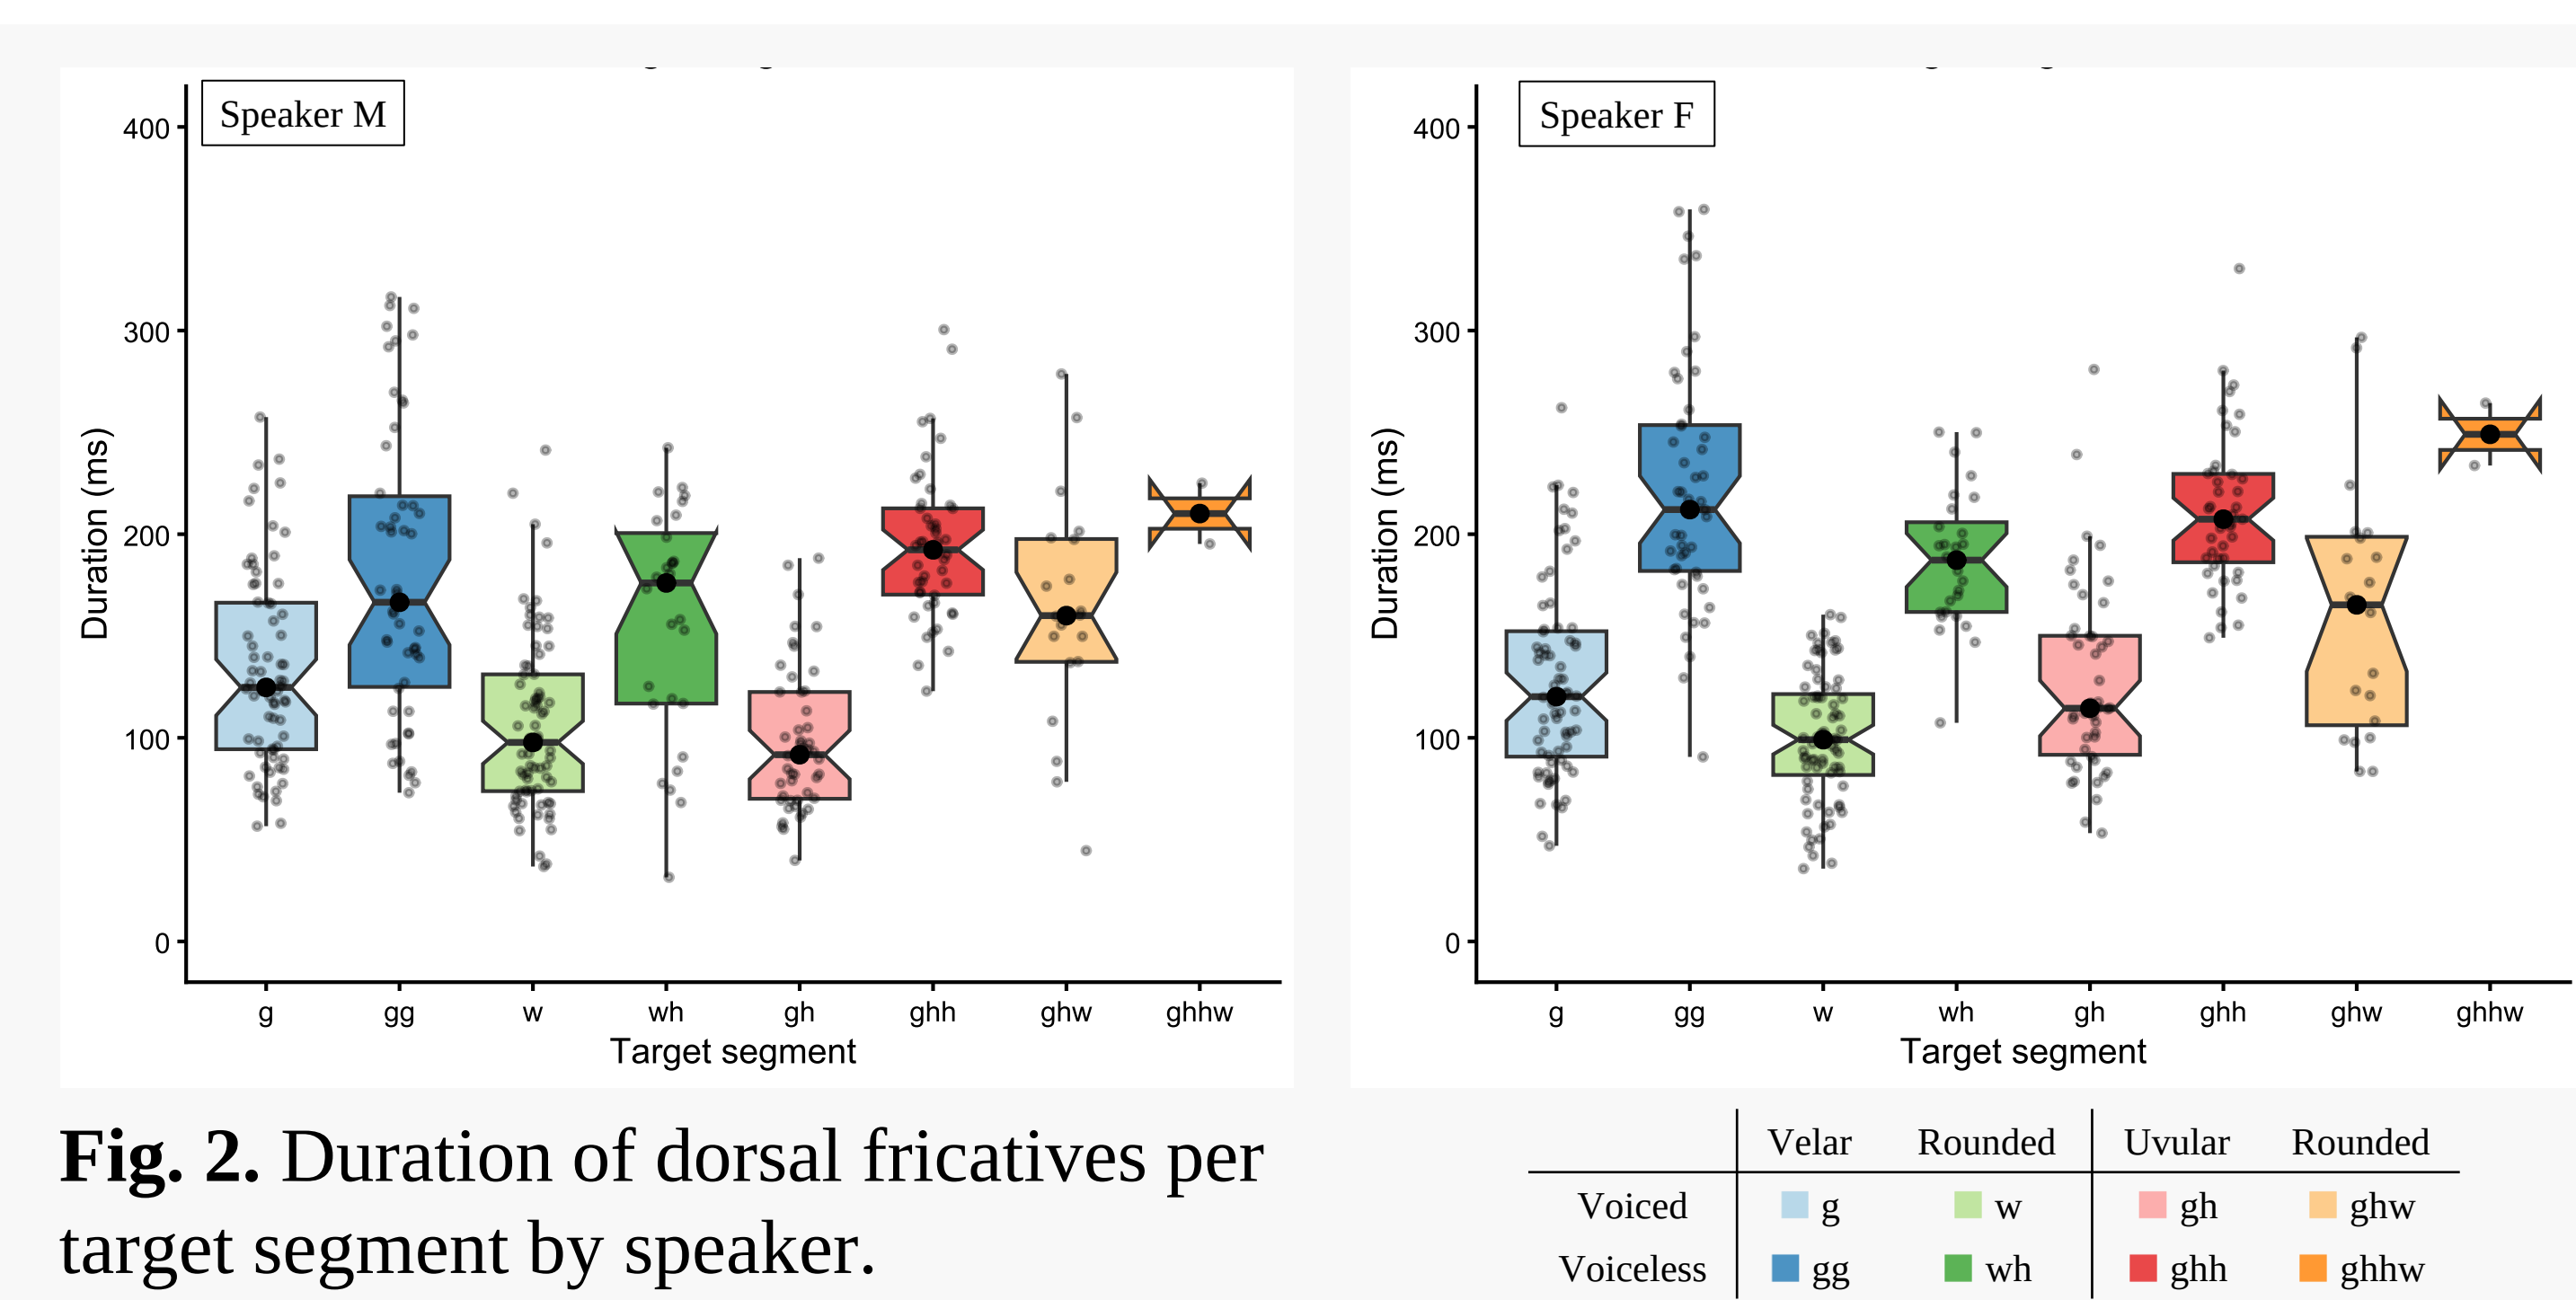 Speaker M
400
300
200
100
0
Duration (ms)
g gg w wh gh ghh ghw ghhw
Target segment
Speaker F
400
300
200
100
0
Duration (ms)
g gg w wh gh ghh ghw ghhw
Target segment
Fig. 2. Duration of dorsal fricatives per
target segment by speaker.
Velar Rounded Uvular Rounded
Voiced g w gh ghw
Voiceless gg wh ghh ghhw